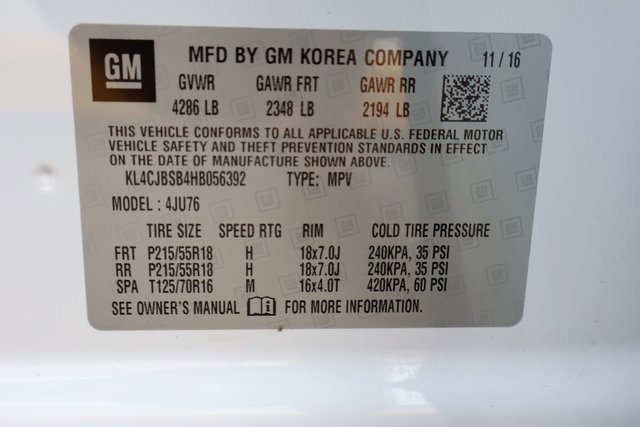 GM MFD BY GM KOREA COMPANY 11/16
GVWR GAWR FRT GAWR RR
4286 LB 2348 LB 2194 LB
THIS VEHICLE CONFORMS TO ALL APPLICABLE U.S. FEDERAL MOTOR
VEHICLE SAFETY AND THEFT PREVENTION STANDARDS IN EFFECT
ON THE DATE OF MANUFACTURE SHOWN ABOVE.
KL4CJBSB4HB056392 TYPE: MPV
MODEL: 4JU76
TIRE SIZE SPEED RTG RIM COLD TIRE PRESSURE
FRT P215/55R18 H 18x7.0J 240KPA, 35 PSI
RR P215/55R18 H 18x7.0J 240KPA, 35 PSI
SPA T125/70R16 M 16x4.0T 420KPA, 60 PSI
SEE OWNER'S MANUAL FOR MORE INFORMATION.